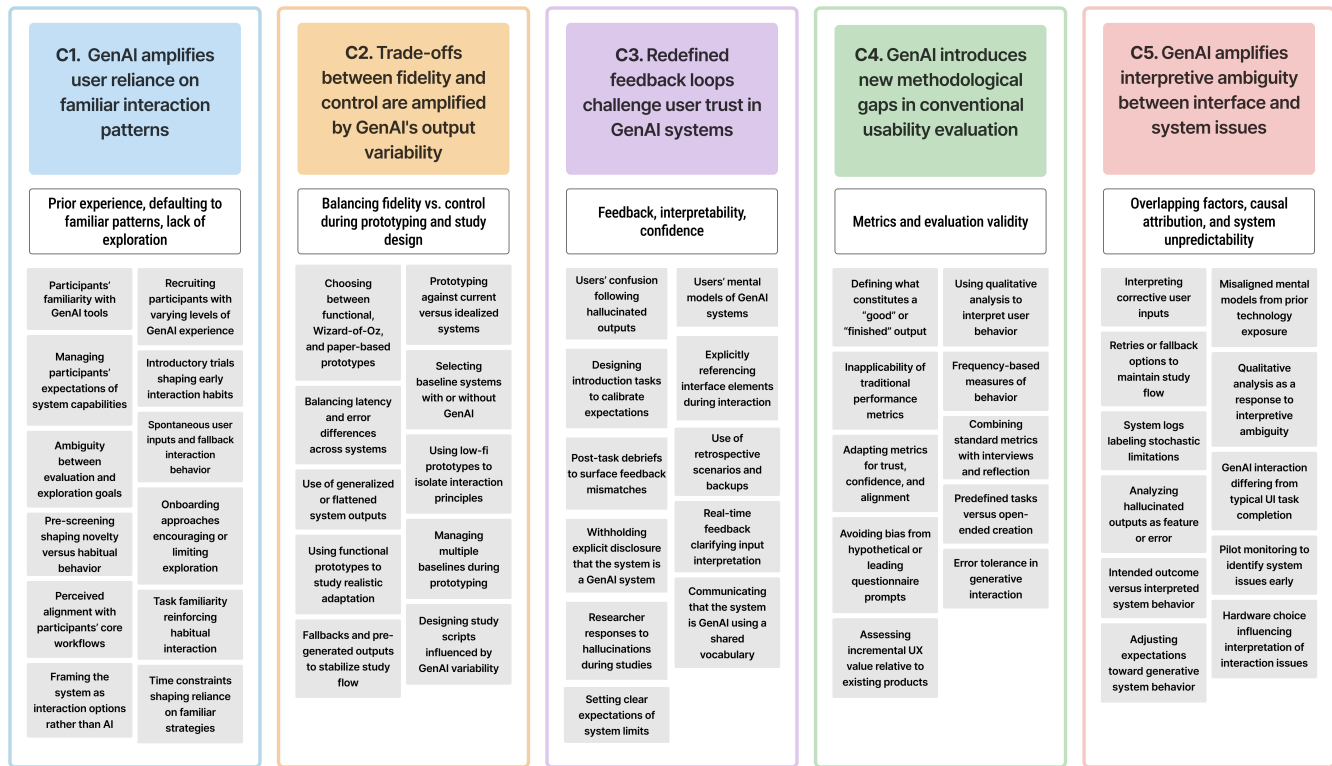 C1. GenAI amplifies
user reliance on
familiar interaction
patterns
Prior experience, defaulting to
familiar patterns, lack of
exploration
Participants’
familiarity with
GenAI tools
Managing
participants’
expectations of
system capabilities
Ambiguity
between
evaluation and
exploration goals
Pre-screening
shaping novelty
versus habitual
behavior
Perceived
alignment with
participants’ core
workflows
Framing the
system as
interaction options
rather than AI
Recruiting
participants with
varying levels of
GenAI experience
Introductory trials
shaping early
interaction habits
Spontaneous user
inputs and fallback
interaction
behavior
Onboarding
approaches
encouraging or
limiting
exploration
Task familiarity
reinforcing
habitual
interaction
Time constraints
shaping reliance
on familiar
strategies
C2. Trade-offs
between fidelity and
control are amplified
by GenAI's output
variability
Balancing fidelity vs. control
during prototyping and study
design
Choosing
between
functional,
Wizard-of-Oz,
and paper-based
prototypes
Balancing latency
and error
differences
across systems
Use of generalized
or flattened
system outputs
Using functional
prototypes to
study realistic
adaptation
Fallbacks and pre-
generated outputs
to stabilize study
flow
Prototyping
against current
versus idealized
systems
Selecting
baseline systems
with or without
GenAI
Using low-fi
prototypes to
isolate interaction
principles
Managing
multiple
baselines during
prototyping
Designing study
scripts
influenced by
GenAI variability
C3. Redefined
feedback loops
challenge user trust in
GenAI systems
Feedback, interpretability,
confidence
Users’ confusion
following
hallucinated
outputs
Designing
introduction tasks
to calibrate
expectations
Post-task debriefs
to surface feedback
mismatches
Withholding
explicit disclosure
that the system is
a GenAI system
Researcher
responses to
hallucinations
during studies
Setting clear
expectations of
system limits
Users’ mental
models of GenAI
systems
Explicitly
referencing
interface elements
during interaction
Use of
retrospective
scenarios and
backups
Real-time
feedback
clarifying input
interpretation
Communicating
that the system
is GenAI using a
shared
vocabulary
C4. GenAI introduces
new methodological
gaps in conventional
usability evaluation
Metrics and evaluation validity
Defining what
constitutes a
“good” or
“finished” output
Inapplicability of
traditional
performance
metrics
Adapting metrics
for trust,
confidence, and
alignment
Avoiding bias from
hypothetical or
leading
questionnaire
prompts
Assessing
incremental UX
value relative to
existing products
Using qualitative
analysis to
interpret user
behavior
Frequency-based
measures of
behavior
Combining
standard metrics
with interviews
and reflection
Predefined tasks
versus open-
ended creation
Error tolerance in
generative
interaction
C5. GenAI amplifies
interpretive ambiguity
between interface and
system issues
Overlapping factors, causal
attribution, and system
unpredictability
Interpreting
corrective user
inputs
Retries or fallback
options to
maintain study
flow
System logs
labeling stochastic
limitations
Analyzing
hallucinated
outputs as feature
or error
Intended outcome
versus interpreted
system behavior
Adjusting
expectations
toward generative
system behavior
Misaligned mental
models from prior
technology
exposure
Qualitative
analysis as a
response to
interpretive
ambiguity
GenAI interaction
differing from
typical UI task
completion
Pilot monitoring to
identify system
issues early
Hardware choice
influencing
interpretation of
interaction issues